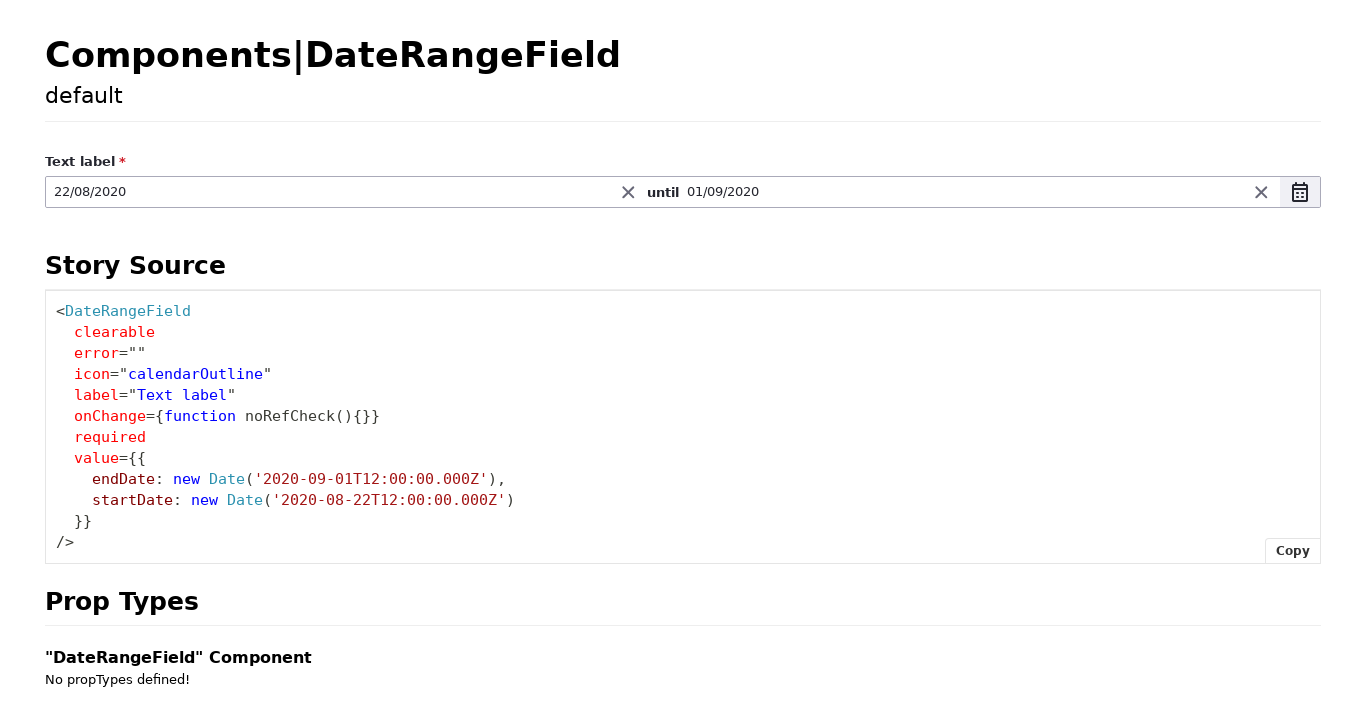 Components|DateRangeField
default
Text label *
22/08/2020 until 01/09/2020
Story Source
<DateRangeField
  clearable
  error=""
  icon="calendarOutline"
  label="Text label"
  onChange={function noRefCheck(){}}
  required
  value={{
    endDate: new Date('2020-09-01T12:00:00.000Z'),
    startDate: new Date('2020-08-22T12:00:00.000Z')
  }}
/>
Copy
Prop Types
"DateRangeField" Component
No propTypes defined!